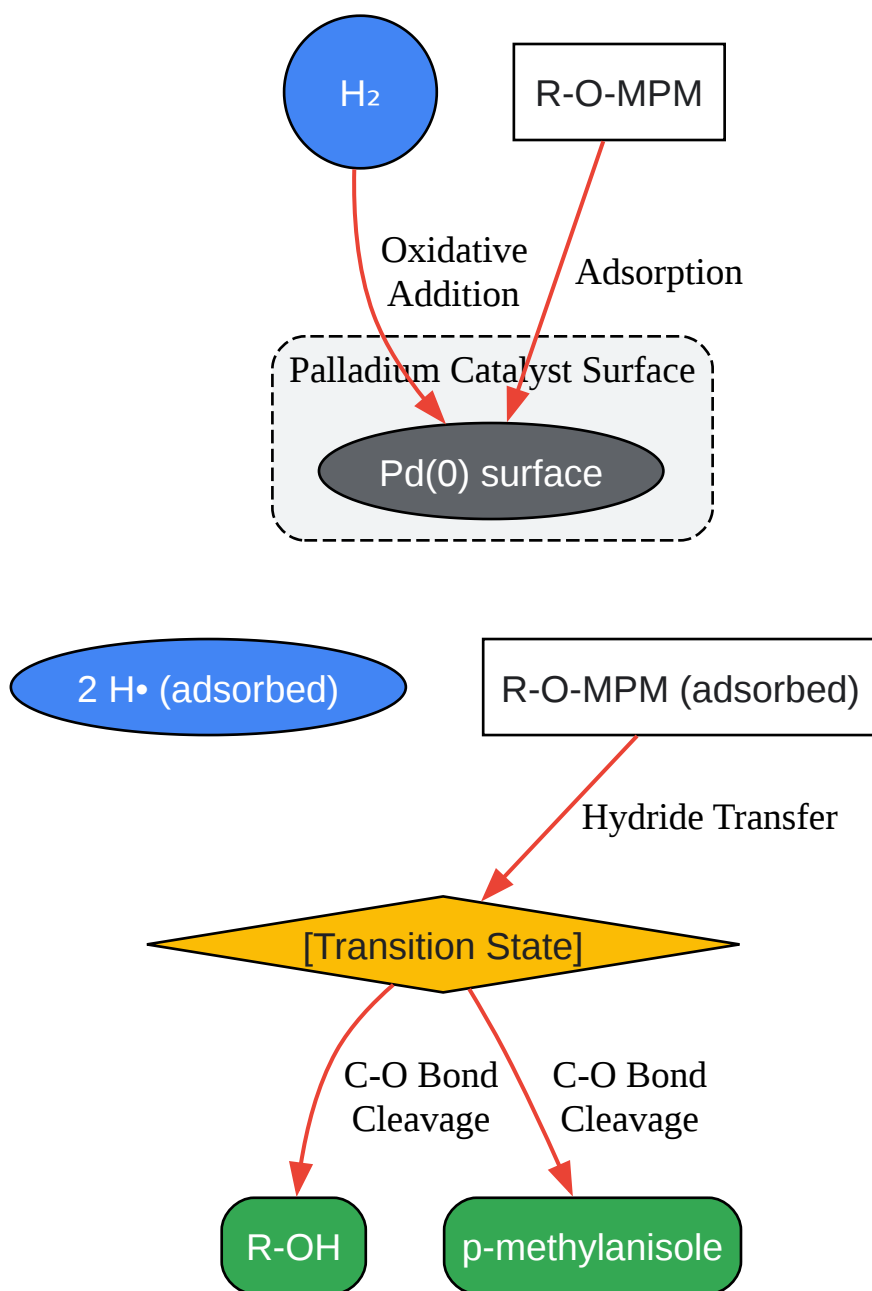 H₂
R-O-MPM
Oxidative
Addition
Adsorption
Palladium Catalyst Surface
Pd(0) surface
2 H• (adsorbed)
R-O-MPM (adsorbed)
Hydride Transfer
[Transition State]
C-O Bond
Cleavage
C-O Bond
Cleavage
R-OH
p-methylanisole